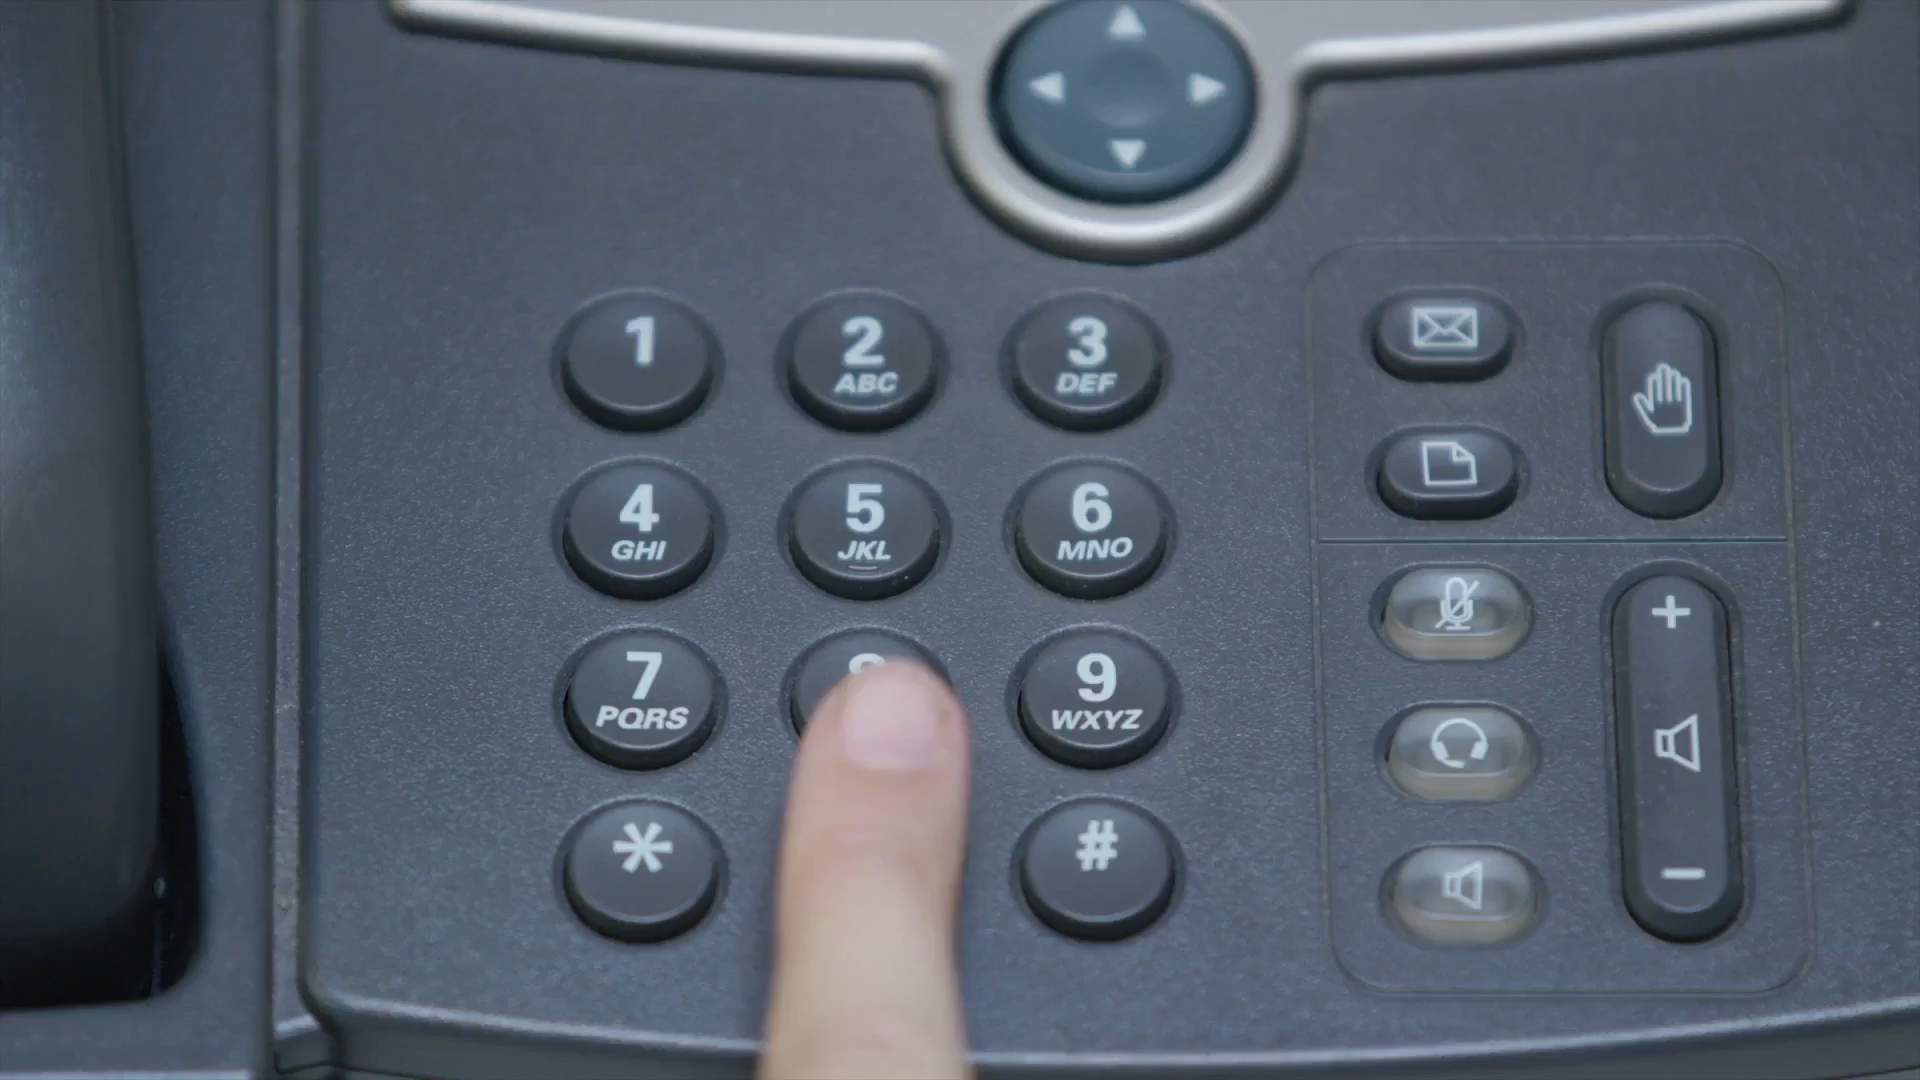 1 2 3
ABC DEF
4 5 6
GHI JKL MNO
7 9
PQRS WXYZ
* #
+
-